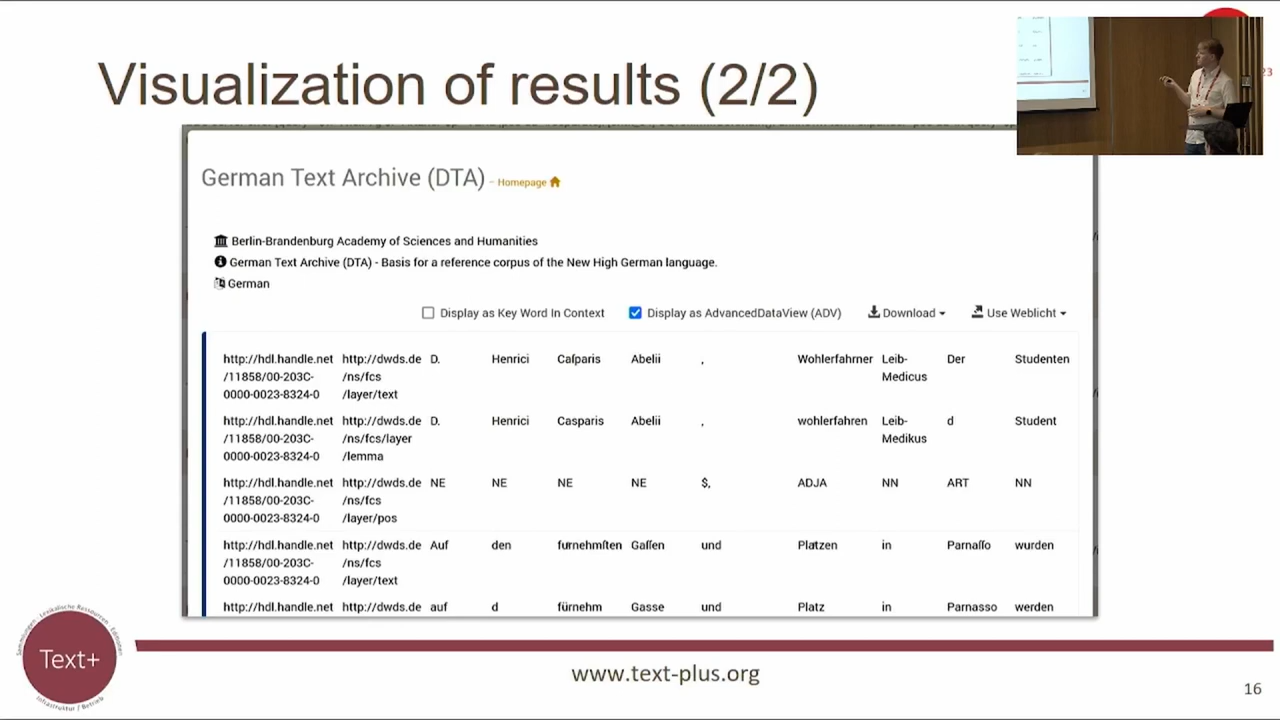 Visualization of results (2/2)
23
German Text Archive (DTA) - Homepage
Berlin-Brandenburg Academy of Sciences and Humanities
German Text Archive (DTA) - Basis for a reference corpus of the New High German language.
German
Display as Key Word In Context Display as AdvancedDataView (ADV) Download Use Weblicht
http://hdl.handle.net http://dwds.de D. Henrici Caſparis Abelii , Wohlerfahrner Leib- Der Studenten
/11858/00-203C- /ns/fcs Medicus
0000-0023-8324-0 /layer/text
http://hdl.handle.net http://dwds.de D. Henrici Casparis Abelii , wohlerfahren Leib- d Student
/11858/00-203C- /ns/fcs/layer Medikus
0000-0023-8324-0 /lemma
http://hdl.handle.net http://dwds.de NE NE NE NE $, ADJA NN ART NN
/11858/00-203C- /ns/fcs
0000-0023-8324-0 /layer/pos
http://hdl.handle.net http://dwds.de Auf den furnehmſten Gaſſen und Platzen in Parnaſſo wurden
/11858/00-203C- /ns/fcs
0000-0023-8324-0 /layer/text
http://hdl.handle.net http://dwds.de auf d fürnehm Gasse und Platz in Parnasso werden
Sammlungen Lexikalische Ressourcen Editionen
Text+
Infrastruktur / Betrieb
www.text-plus.org
16